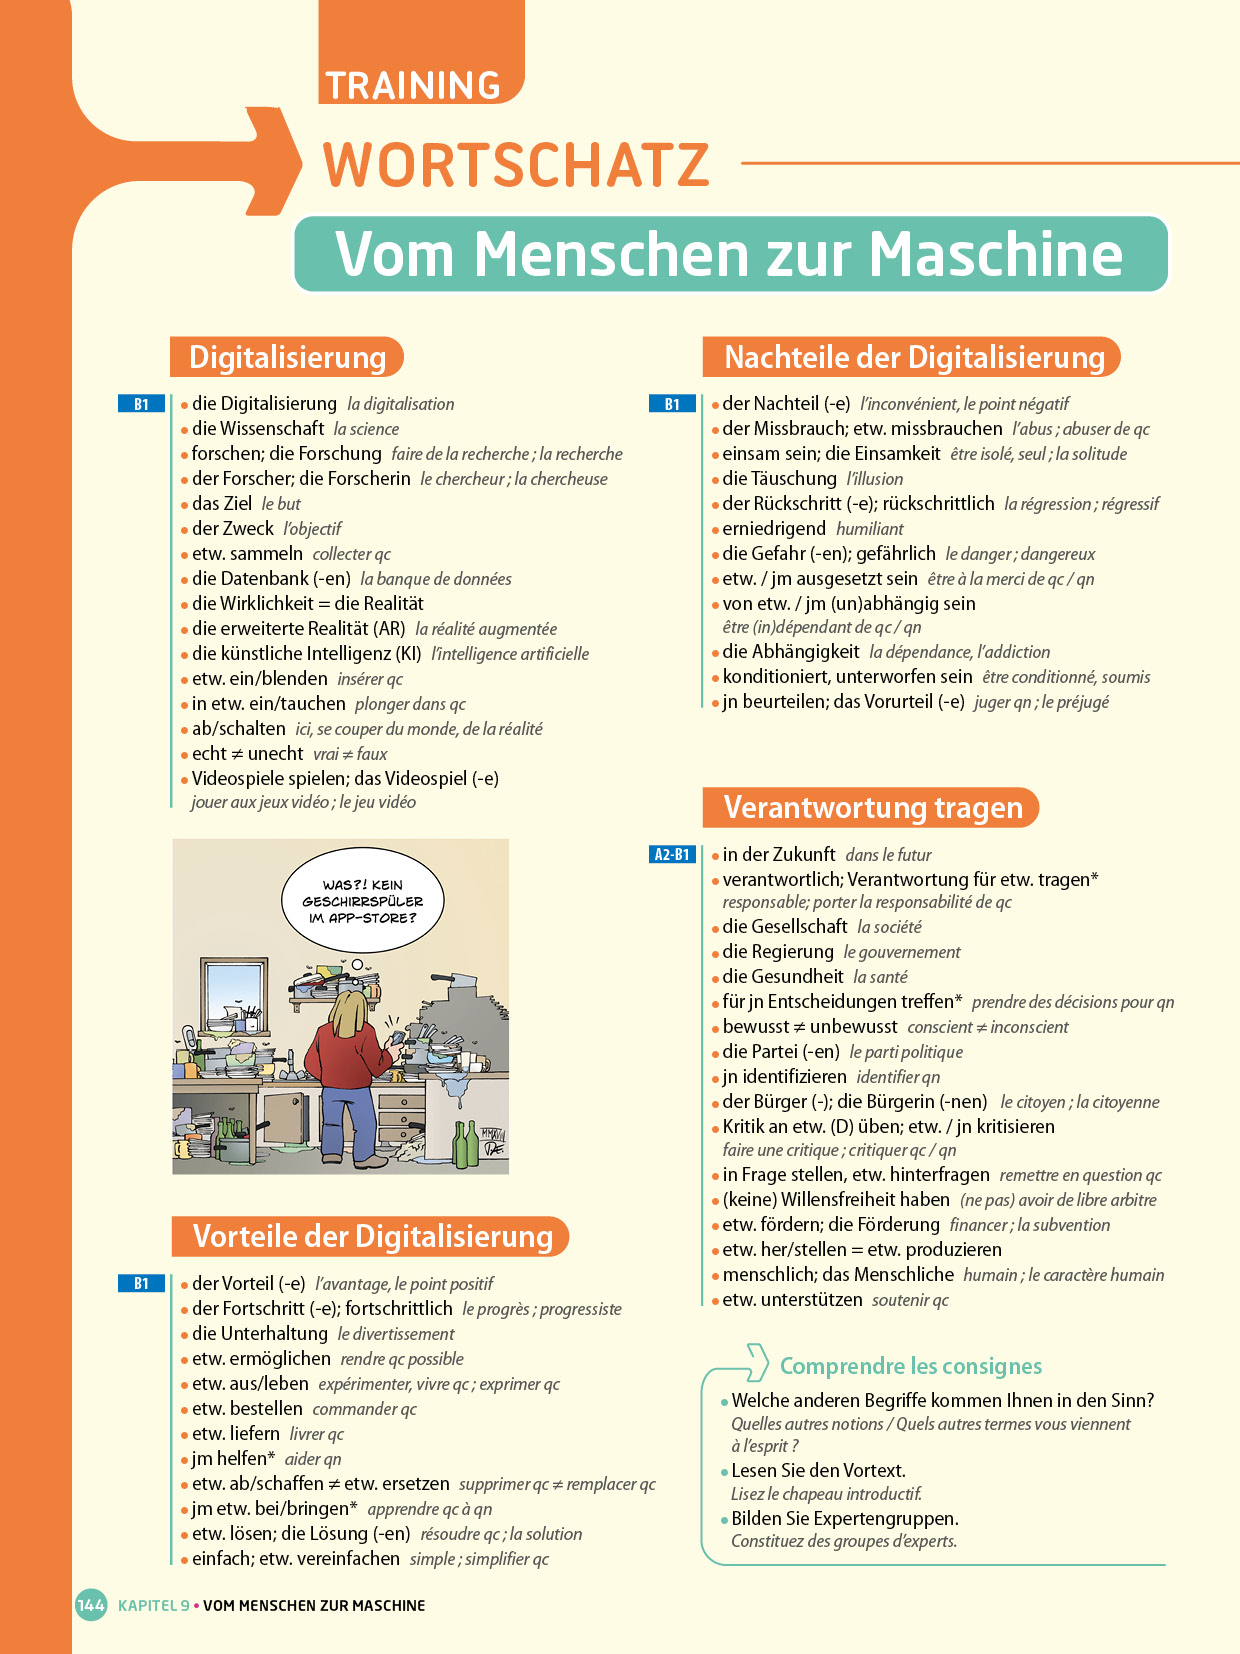 TRAINING
WORTSCHATZ
Vom Menschen zur Maschine
Digitalisierung
B1
• die Digitalisierung la digitalisation
• die Wissenschaft la science
• forschen; die Forschung faire de la recherche ; la recherche
• der Forscher; die Forscherin le chercheur ; la chercheuse
• das Ziel le but
• der Zweck l'objectif
• etw. sammeln collecter qc
• die Datenbank (-en) la banque de données
• die Wirklichkeit = die Realität
• die erweiterte Realität (AR) la réalité augmentée
• die künstliche Intelligenz (KI) l'intelligence artificielle
• etw. ein/blenden insérer qc
• in etw. ein/tauchen plonger dans qc
• ab/schalten ici, se couper du monde, de la réalité
• echt ≠ unecht vrai ≠ faux
• Videospiele spielen; das Videospiel (-e)
jouer aux jeux vidéo ; le jeu vidéo
WAS?! KEIN
GESCHIRRSPÜLER
IM APP-STORE?
Vorteile der Digitalisierung
B1
• der Vorteil (-e) l'avantage, le point positif
• der Fortschritt (-e); fortschrittlich le progrès ; progressiste
• die Unterhaltung le divertissement
• etw. ermöglichen rendre qc possible
• etw. aus/leben expérimenter, vivre qc ; exprimer qc
• etw. bestellen commander qc
• etw. liefern livrer qc
• jm helfen* aider qn
• etw. ab/schaffen ≠ etw. ersetzen supprimer qc ≠ remplacer qc
• jm etw. bei/bringen* apprendre qc à qn
• etw. lösen; die Lösung (-en) résoudre qc ; la solution
• einfach; etw. vereinfachen simple ; simplifier qc
Nachteile der Digitalisierung
B1
• der Nachteil (-e) l'inconvénient, le point négatif
• der Missbrauch; etw. missbrauchen l'abus ; abuser de qc
• einsam sein; die Einsamkeit être isolé, seul ; la solitude
• die Täuschung l'illusion
• der Rückschritt (-e); rückschrittlich la régression ; régressif
• erniedrigend humiliant
• die Gefahr (-en); gefährlich le danger ; dangereux
• etw. / jm ausgesetzt sein être à la merci de qc / qn
• von etw. / jm (un)abhängig sein
être (in)dépendant de qc / qn
• die Abhängigkeit la dépendance, l'addiction
• konditioniert, unterworfen sein être conditionné, soumis
• jn beurteilen; das Vorurteil (-e) juger qn ; le préjugé
Verantwortung tragen
A2-B1
• in der Zukunft dans le futur
• verantwortlich; Verantwortung für etw. tragen*
responsable; porter la responsabilité de qc
• die Gesellschaft la société
• die Regierung le gouvernement
• die Gesundheit la santé
• für jn Entscheidungen treffen* prendre des décisions pour qn
• bewusst ≠ unbewusst conscient ≠ inconscient
• die Partei (-en) le parti politique
• jn identifizieren identifier qn
• der Bürger (-); die Bürgerin (-nen) le citoyen ; la citoyenne
• Kritik an etw. (D) üben; etw. / jn kritisieren
faire une critique ; critiquer qc / qn
• in Frage stellen, etw. hinterfragen remettre en question qc
• (keine) Willensfreiheit haben (ne pas) avoir de libre arbitre
• etw. fördern; die Förderung financer ; la subvention
• etw. her/stellen = etw. produzieren
• menschlich; das Menschliche humain ; le caractère humain
• etw. unterstützen soutenir qc
Comprendre les consignes
• Welche anderen Begriffe kommen Ihnen in den Sinn?
Quelles autres notions / Quels autres termes vous viennent
à l'esprit ?
• Lesen Sie den Vortext.
Lisez le chapeau introductif.
• Bilden Sie Expertengruppen.
Constituez des groupes d'experts.
144 KAPITEL 9 • VOM MENSCHEN ZUR MASCHINE